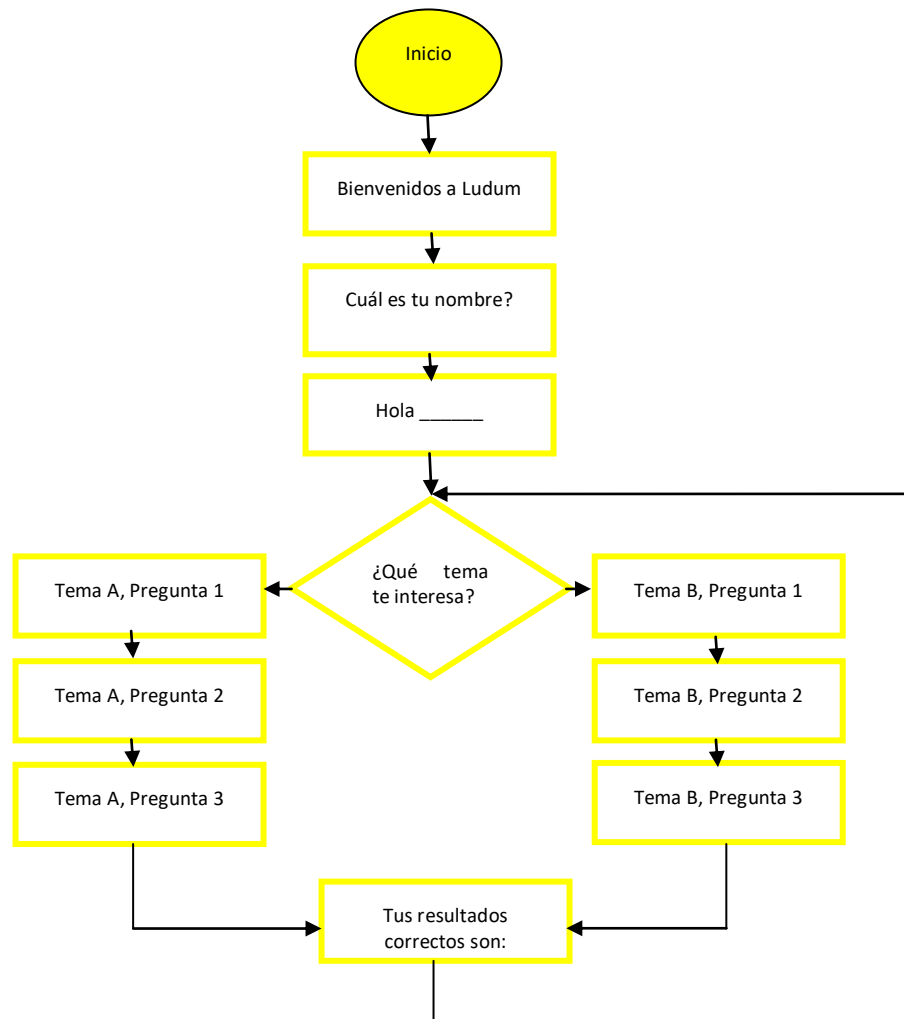 Inicio
Bienvenidos a Ludum
Cuál es tu nombre?
Hola ______
¿Qué tema
te interesa?
Tema A, Pregunta 1
Tema A, Pregunta 2
Tema A, Pregunta 3
Tema B, Pregunta 1
Tema B, Pregunta 2
Tema B, Pregunta 3
Tus resultados
correctos son: